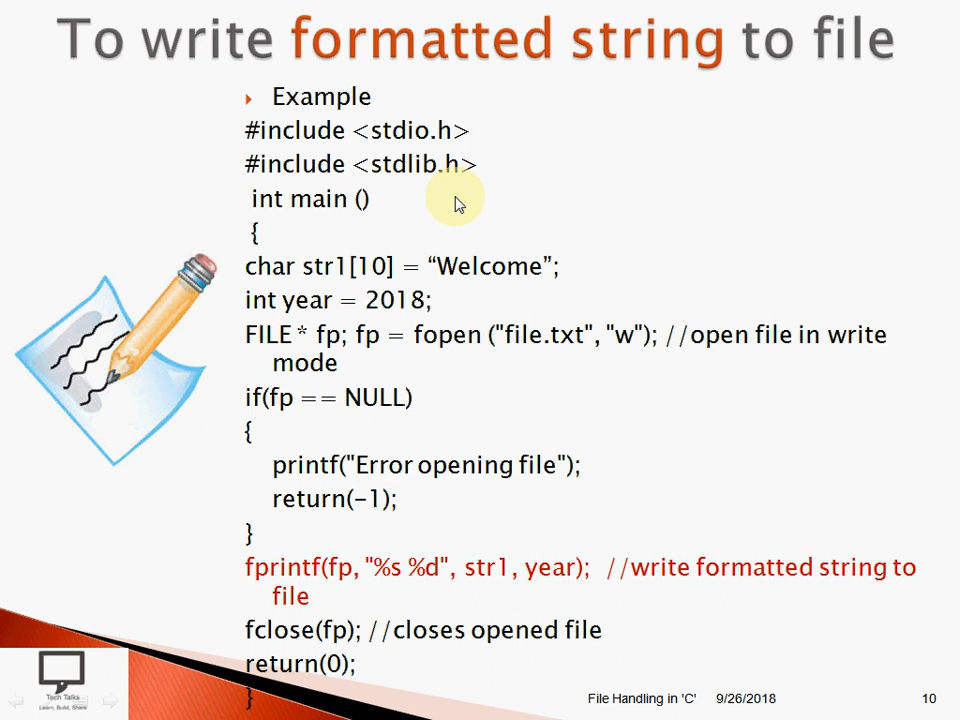 To write formatted string to file
Example
#include <stdio.h>
#include <stdlib.h>
int main ()
{
char str1[10] = “Welcome”;
int year = 2018;
FILE * fp; fp = fopen ("file.txt", "w"); //open file in write
mode
if(fp == NULL)
{
printf("Error opening file");
return(-1);
}
fprintf(fp, "%s %d", str1, year); //write formatted string to
file
fclose(fp); //closes opened file
return(0);
}
Tech Talks
Learn, Build, Share
File Handling in 'C' 9/26/2018 10